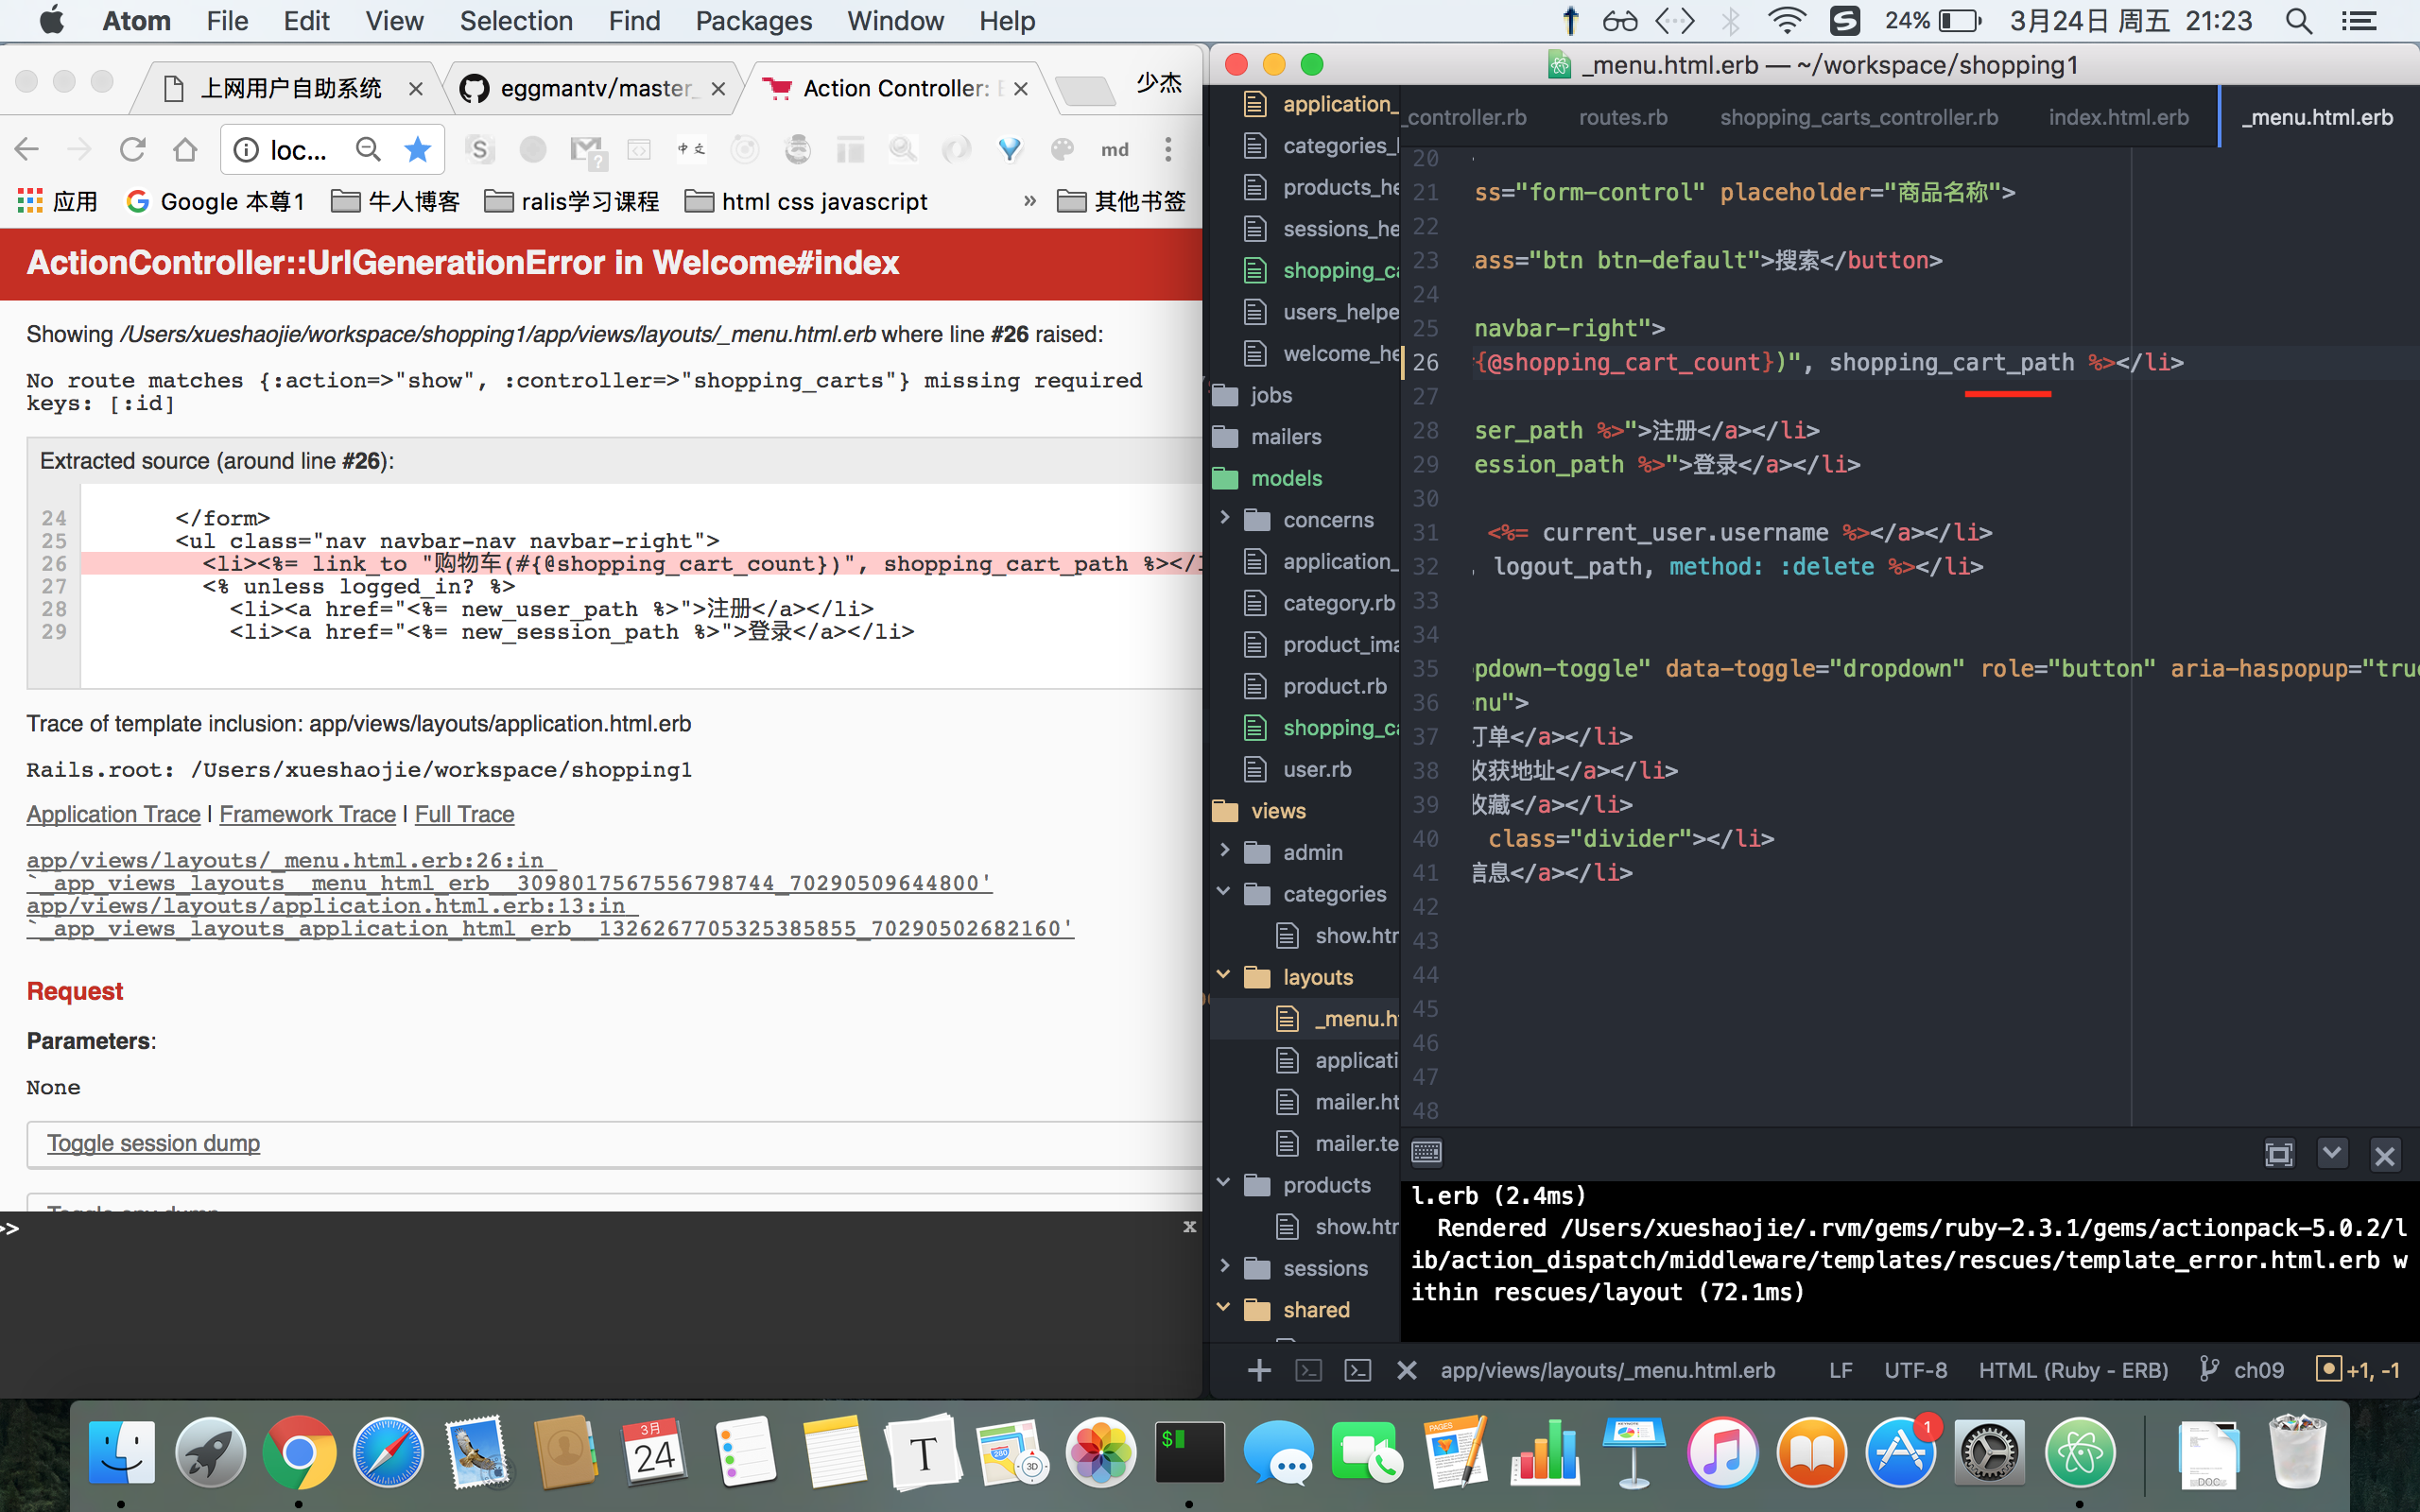 Atom File Edit View Selection Find Packages Window Help
24% 3月24日 周五 21:23
上网用户自助系统
eggmantv/master_
Action Controller: E
少杰
loc...
md
应用
Google 本尊1
牛人博客
ralis学习课程
html css javascript
»
其他书签
ActionController::UrlGenerationError in Welcome#index
Showing /Users/xueshaojie/workspace/shopping1/app/views/layouts/_menu.html.erb where line #26 raised:
No route matches {:action=>"show", :controller=>"shopping_carts"} missing required
keys: [:id]
Extracted source (around line #26):
24 </form>
25 <ul class="nav navbar-nav navbar-right">
26 <li><%= link_to "购物车(#{@shopping_cart_count})", shopping_cart_path %></l
27 <% unless logged_in? %>
28 <li><a href="<%= new_user_path %>">注册</a></li>
29 <li><a href="<%= new_session_path %>">登录</a></li>
Trace of template inclusion: app/views/layouts/application.html.erb
Rails.root: /Users/xueshaojie/workspace/shopping1
Application Trace | Framework Trace | Full Trace
app/views/layouts/_menu.html.erb:26:in
`_app_views_layouts__menu_html_erb__3098017567556798744_70290509644800'
app/views/layouts/application.html.erb:13:in
`_app_views_layouts_application_html_erb__1326267705325385855_70290502682160'
Request
Parameters:
None
Toggle session dump
Toggle env dump
>>
x
_menu.html.erb — ~/workspace/shopping1
application_
categories_
products_he
sessions_he
shopping_ca
users_helpe
welcome_he
jobs
mailers
models
concerns
application_
category.rb
product_ima
product.rb
shopping_ca
user.rb
views
admin
categories
show.htm
layouts
_menu.h
applicati
mailer.ht
mailer.te
products
show.htm
sessions
shared
_controller.rb routes.rb shopping_carts_controller.rb index.html.erb _menu.html.erb
20
21 ss="form-control" placeholder="商品名称">
22
23 ass="btn btn-default">搜索</button>
24
25 navbar-right">
26 {@shopping_cart_count})", shopping_cart_path %></li>
27
28 ser_path %>">注册</a></li>
29 ession_path %>">登录</a></li>
30
31 <%= current_user.username %></a></li>
32 , logout_path, method: :delete %></li>
33
34
35 pdown-toggle" data-toggle="dropdown" role="button" aria-haspopup="true
36 nu">
37 订单</a></li>
38 收获地址</a></li>
39 收藏</a></li>
40 class="divider"></li>
41 信息</a></li>
42
43
44
45
46
47
48
l.erb (2.4ms)
Rendered /Users/xueshaojie/.rvm/gems/ruby-2.3.1/gems/actionpack-5.0.2/l
ib/action_dispatch/middleware/templates/rescues/template_error.html.erb w
ithin rescues/layout (72.1ms)
app/views/layouts/_menu.html.erb LF UTF-8 HTML (Ruby - ERB) ch09 +1, -1
3月
24
T
280
3D
$
PAGES
1
DOC